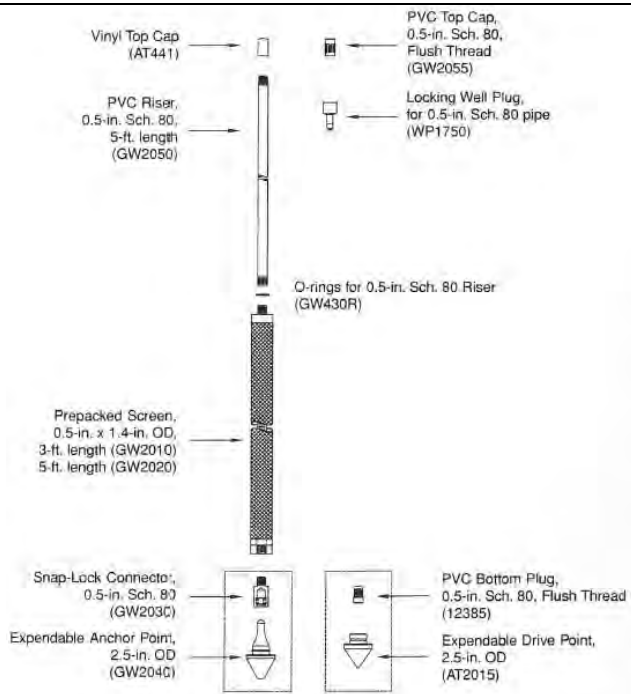 Vinyl Top Cap
(AT441)
PVC Top Cap,
0.5-in. Sch. 80,
Flush Thread
(GW2055)
PVC Riser,
0.5-in. Sch. 80,
5-ft. length
(GW2050)
Locking Well Plug,
for 0.5-in. Sch. 80 pipe
(WP1750)
O-rings for 0.5-in. Sch. 80 Riser
(GW430R)
Prepacked Screen,
0.5-in. x 1.4-in. OD,
3-ft. length (GW2010)
5-ft. length (GW2020)
Snap-Lock Connector,
0.5-in. Sch. 80
(GW2030)
PVC Bottom Plug,
0.5-in. Sch. 80, Flush Thread
(12385)
Expendable Anchor Point,
2.5-in. OD
(GW2040)
Expendable Drive Point,
2.5-in. OD
(AT2015)